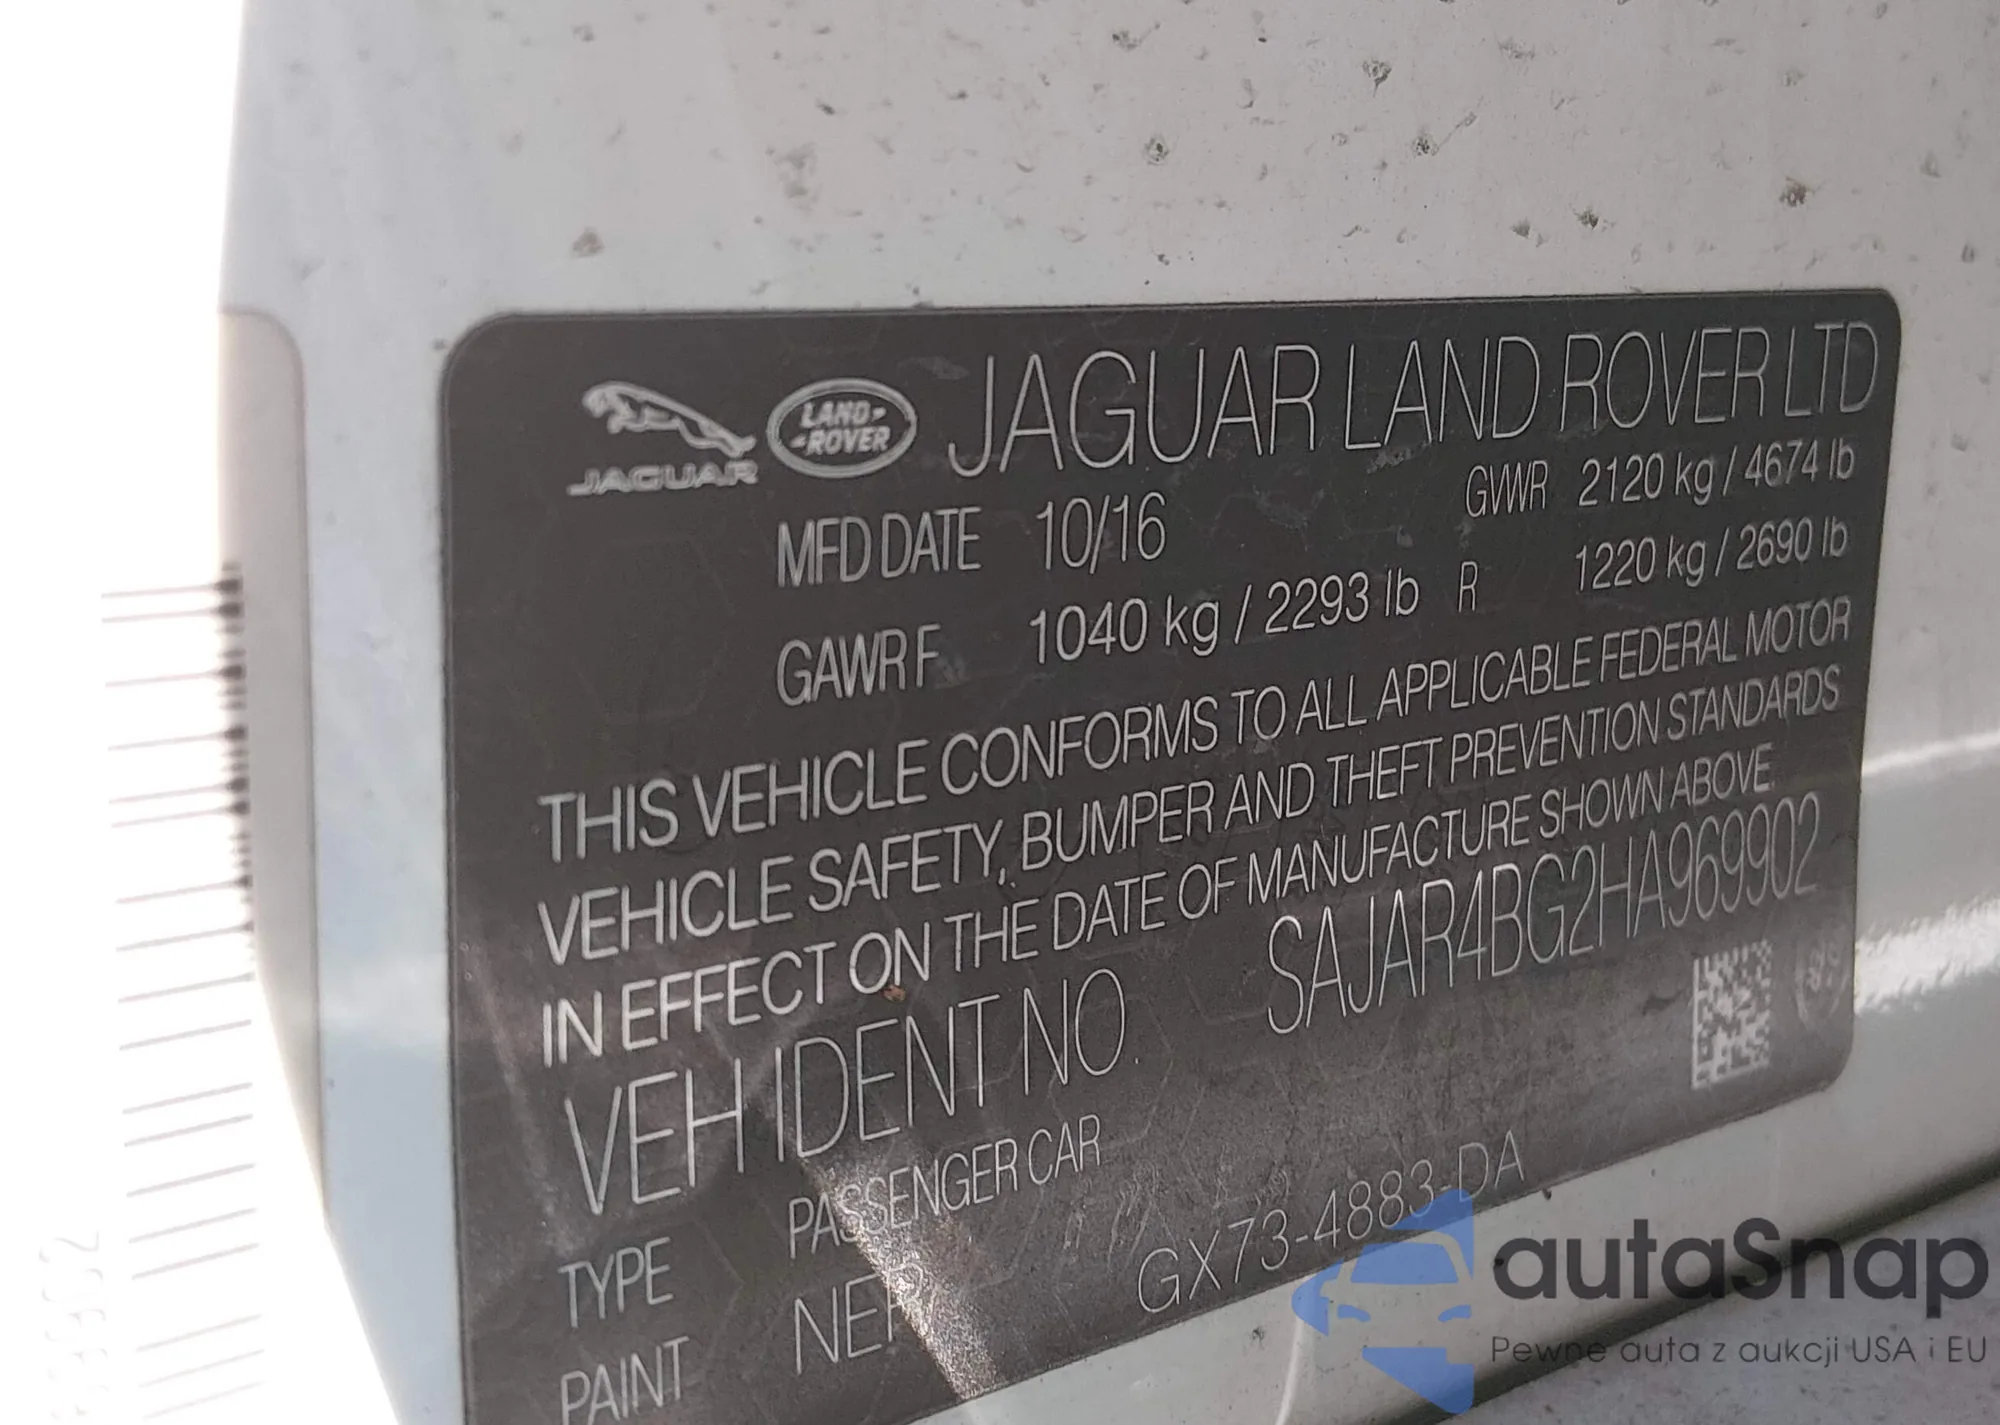 JAGUAR
LAND ROVER
JAGUAR LAND ROVER LTD
MFD DATE 10/16 GVWR 2120 kg / 4674 lb
GAWR F 1040 kg / 2293 lb R 1220 kg / 2690 lb
THIS VEHICLE CONFORMS TO ALL APPLICABLE FEDERAL MOTOR
VEHICLE SAFETY, BUMPER AND THEFT PREVENTION STANDARDS
IN EFFECT ON THE DATE OF MANUFACTURE SHOWN ABOVE.
VEH IDENT NO. SAJAR4BG2HA969902
TYPE PASSENGER CAR
PAINT NER
GX73-4883-DA
autaSnap
Pewne auta z aukcji USA i EU